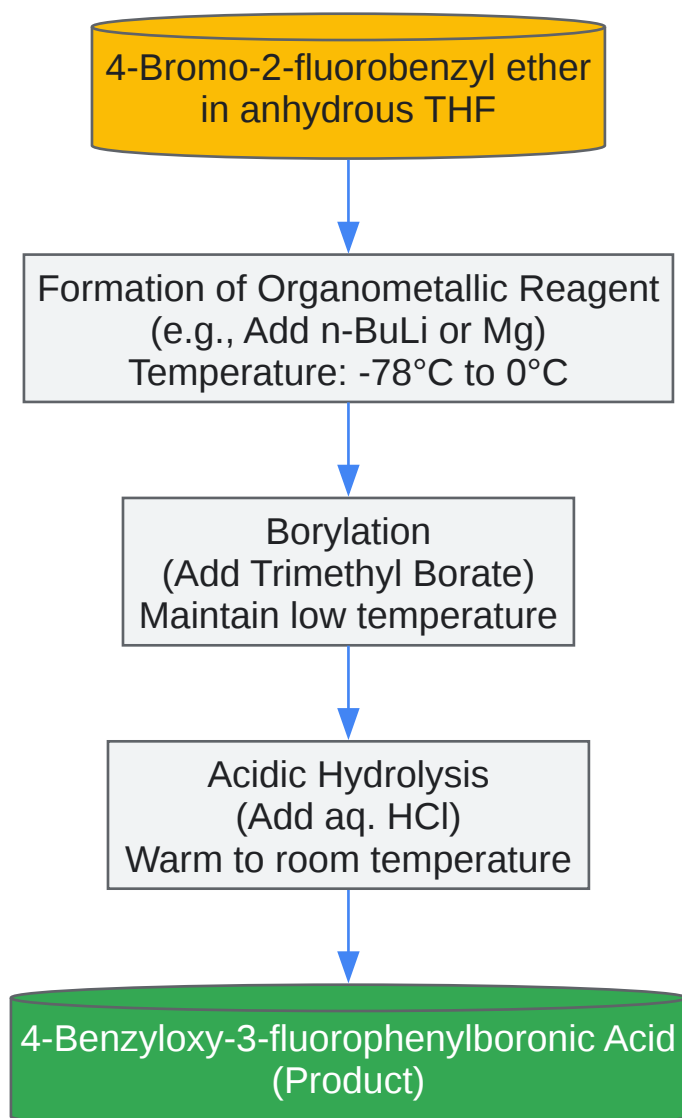 4-Bromo-2-fluorobenzyl ether
in anhydrous THF
Formation of Organometallic Reagent
(e.g., Add n-BuLi or Mg)
Temperature: -78°C to 0°C
Borylation
(Add Trimethyl Borate)
Maintain low temperature
Acidic Hydrolysis
(Add aq. HCl)
Warm to room temperature
4-Benzyloxy-3-fluorophenylboronic Acid
(Product)